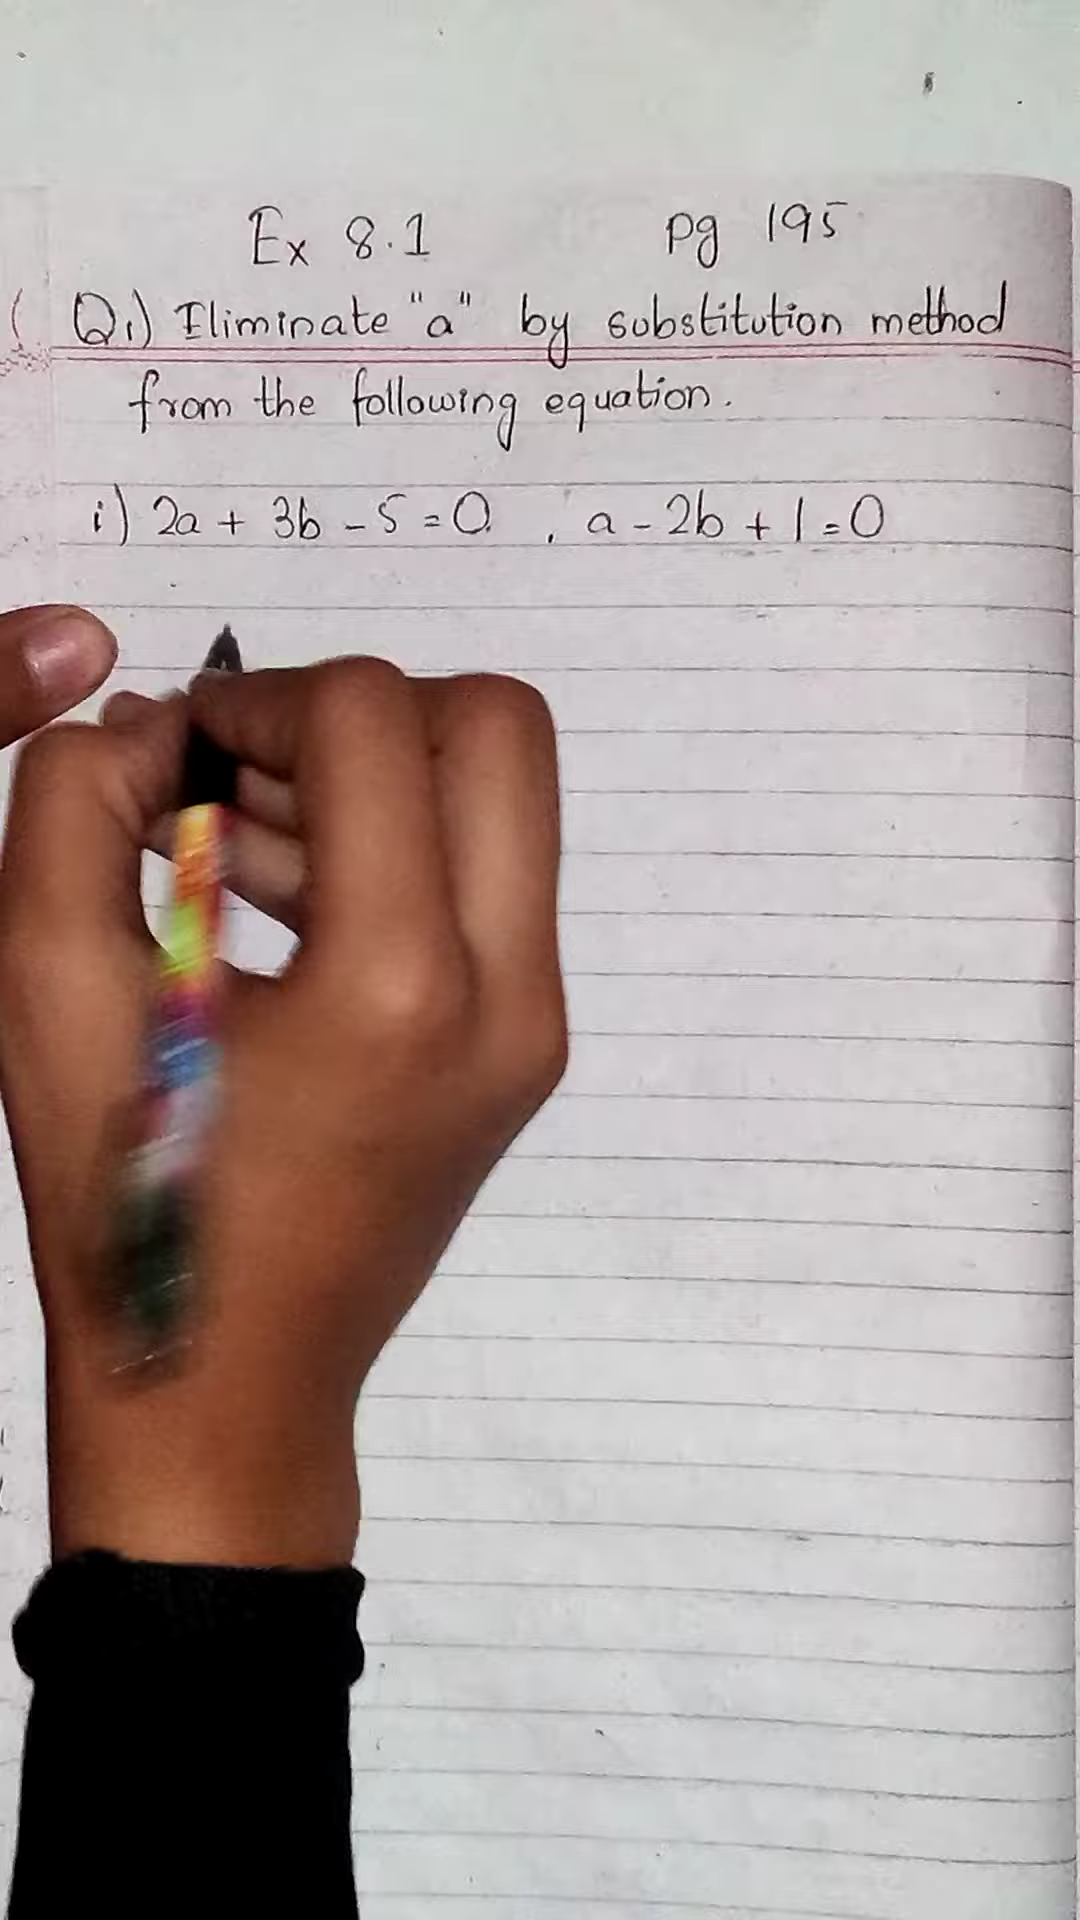 Ex 8.1 pg 195
Q1) Iliminate "a" by substitution method
from the following equation.
i) 2a + 3b - 5 = 0 , a - 2b + 1 = 0